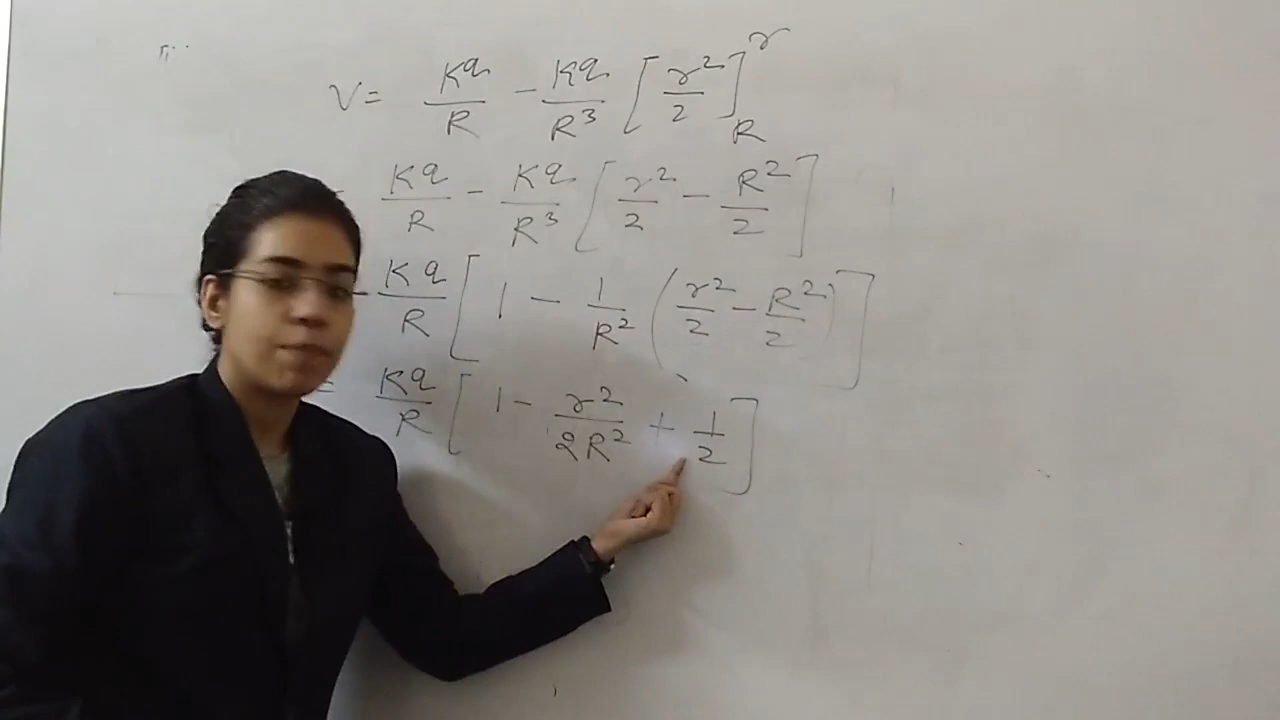 V = Kq/R - Kq/R³ [r²/2]_R^r
= Kq/R - Kq/R³ [r²/2 - R²/2]
Kq/R [1 - 1/R² (r²/2 - R²/2)]
= Kq/R [1 - r²/2R² + 1/2]